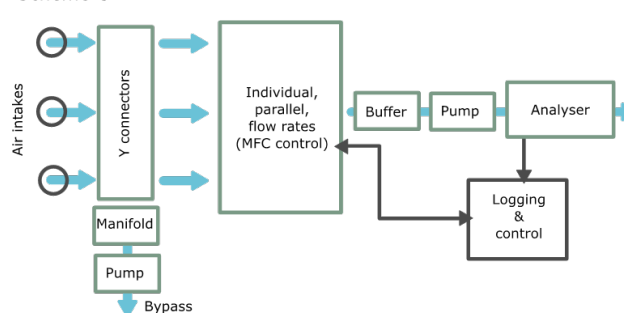 Air intakes
Y connectors
Individual,
parallel,
flow rates
(MFC control)
Buffer
Pump
Analyser
Logging
&
control
Manifold
Pump
Bypass